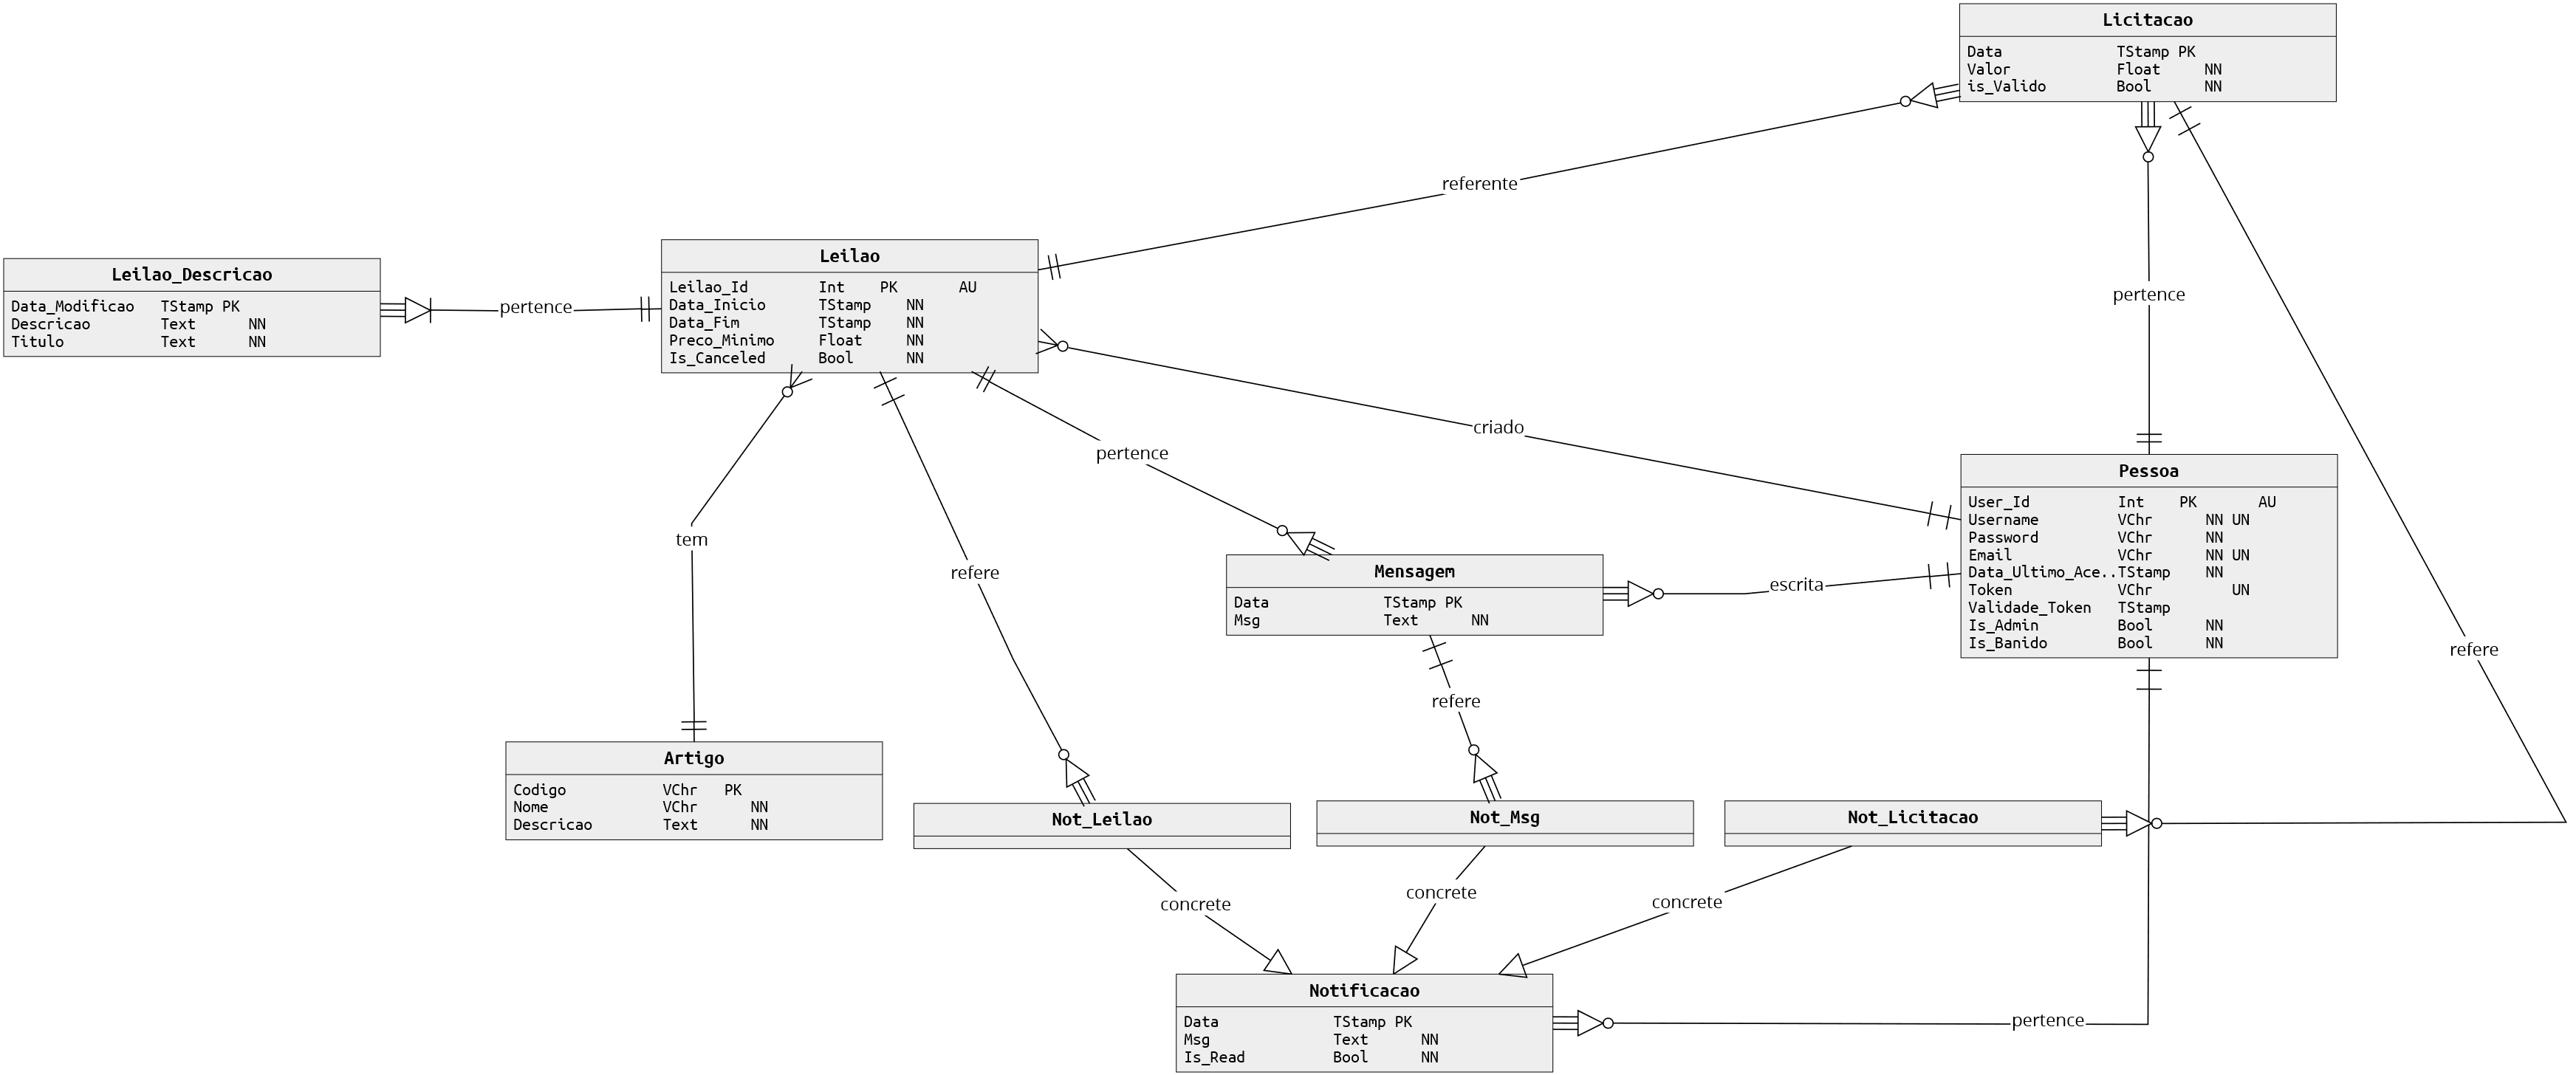 Licitacao
Data TStamp PK
Valor Float NN
is_Valido Bool NN
referente
pertence
Leilao_Descricao
Data_Modificao TStamp PK
Descricao Text NN
Titulo Text NN
pertence
Leilao
Leilao_Id Int PK AU
Data_Inicio TStamp NN
Data_Fim TStamp NN
Preco_Minimo Float NN
Is_Canceled Bool NN
criado
pertence
Pessoa
User_Id Int PK AU
Username VChr NN UN
Password VChr NN
Email VChr NN UN
Data_Ultimo_Ace..TStamp NN
Token VChr UN
Validade_Token TStamp
Is_Admin Bool NN
Is_Banido Bool NN
tem
refere
Mensagem
Data TStamp PK
Msg Text NN
escrita
refere
refere
Artigo
Codigo VChr PK
Nome VChr NN
Descricao Text NN
Not_Leilao
Not_Msg
Not_Licitacao
concrete
concrete
concrete
Notificacao
Data TStamp PK
Msg Text NN
Is_Read Bool NN
pertence